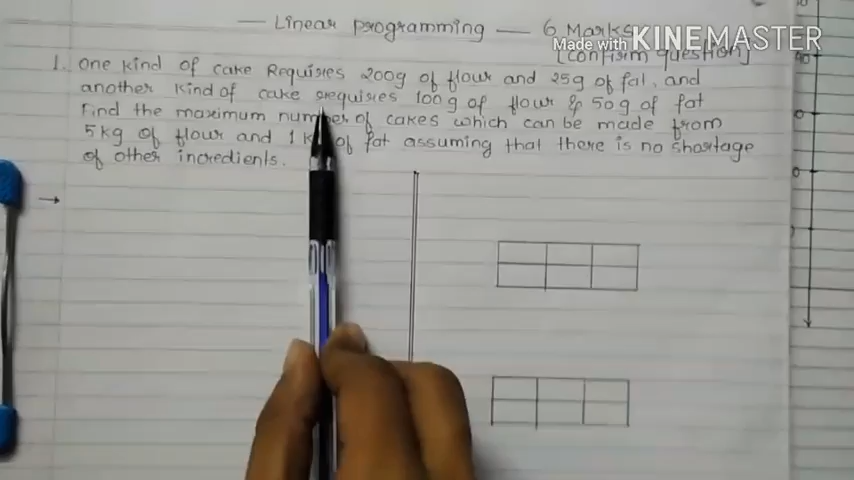 — Linear programming — 6 Marks
Made with KINEMASTER
[Confirm question]
1. One kind of cake Requires 200g of flour and 25g of fat, and
another kind of cake requires 100g of flour & 50g of fat
Find the maximum number of cakes which can be made from
5kg of flour and 1 of fat assuming that there is no shortage
of other incredients.